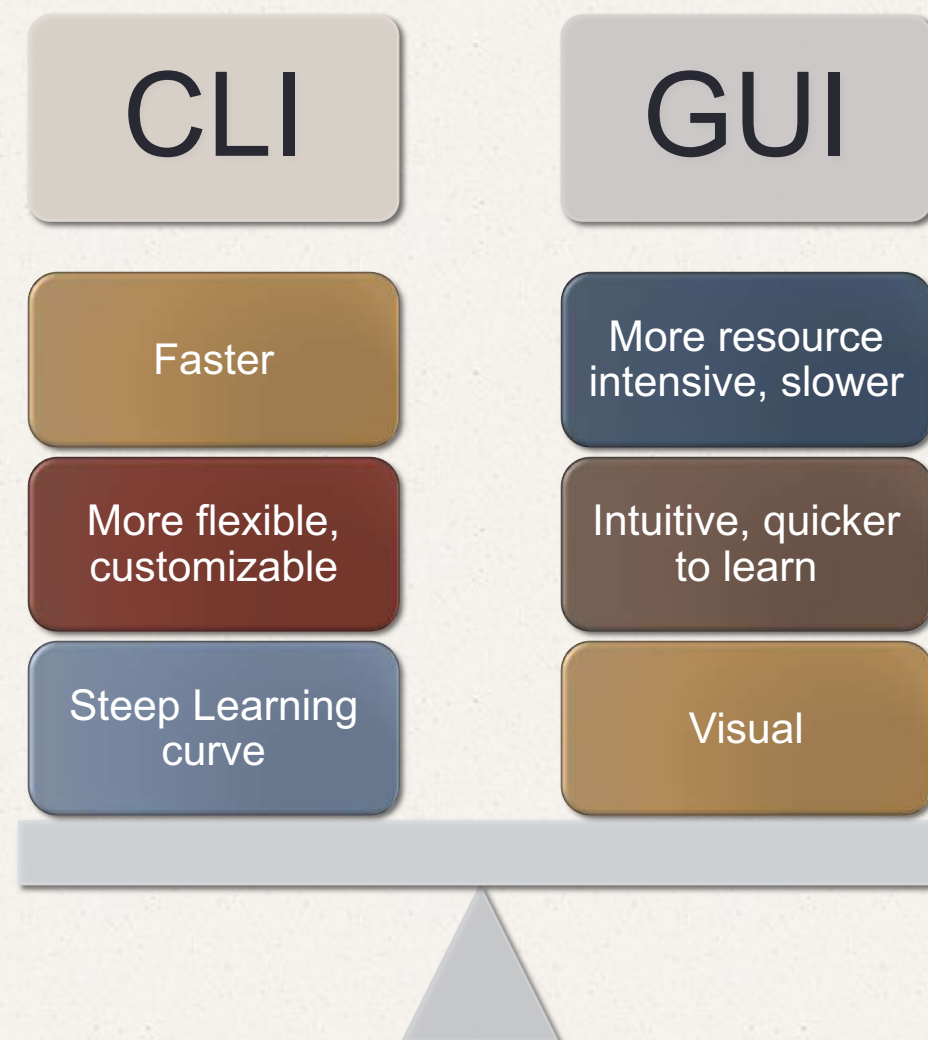 CLI
Faster
More flexible,
customizable
Steep Learning
curve
GUI
More resource
intensive, slower
Intuitive, quicker
to learn
Visual